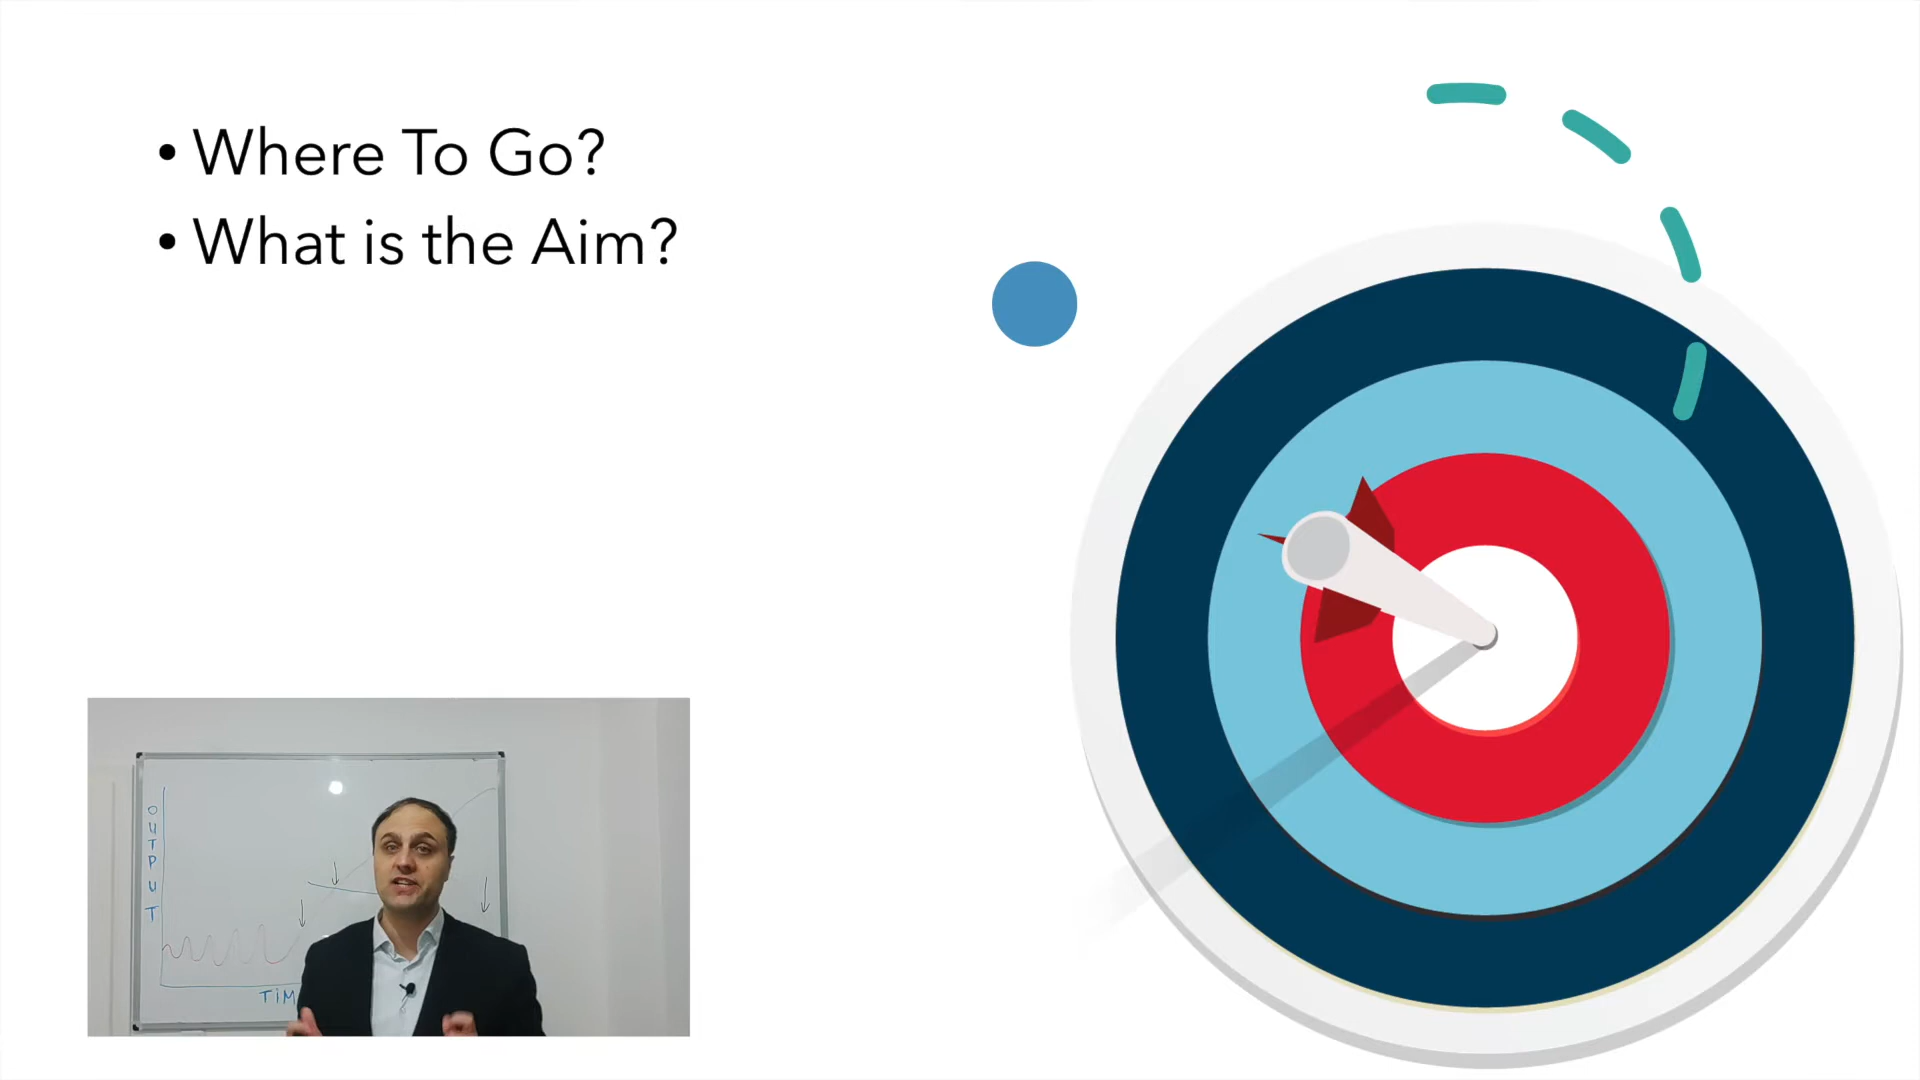 • Where To Go?
• What is the Aim?
OUTPUT
TIM